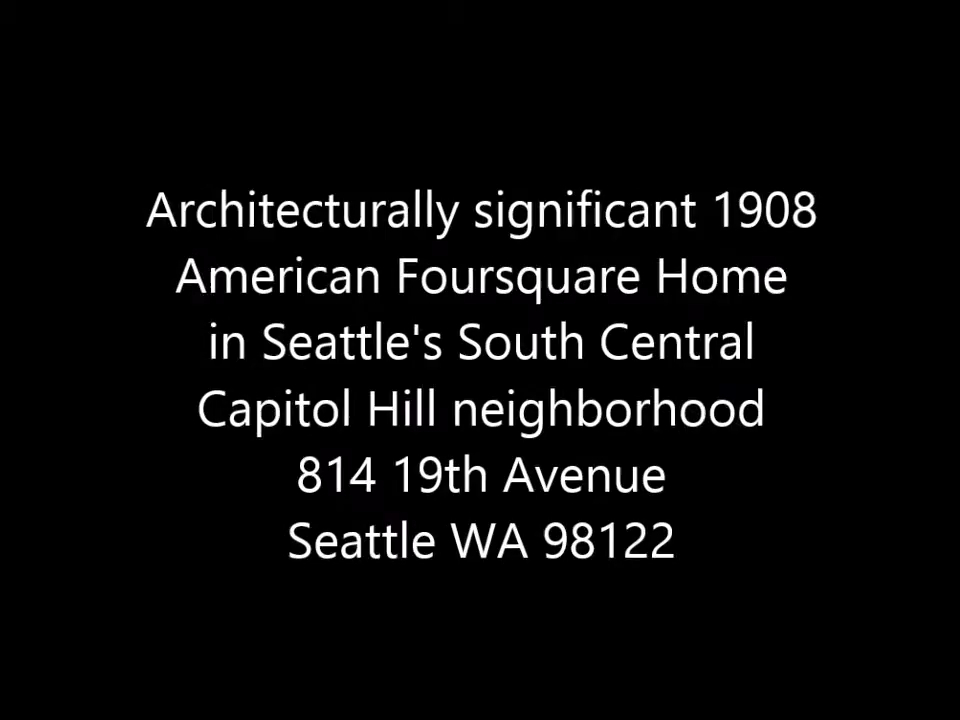 Architecturally significant 1908
American Foursquare Home
in Seattle's South Central
Capitol Hill neighborhood
814 19th Avenue
Seattle WA 98122